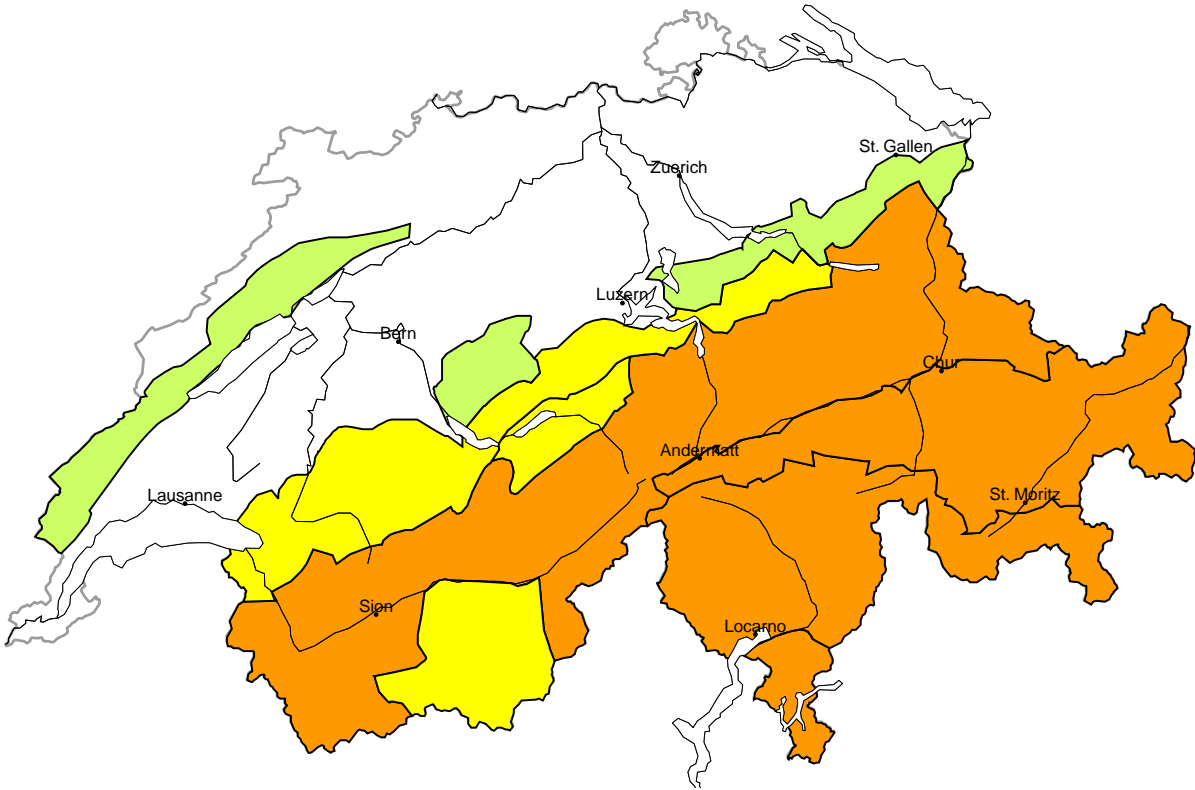 St. Gallen
Zuerich
Luzern
Bern
Chur
Andermatt
Lausanne
St. Moritz
Sion
Locarno